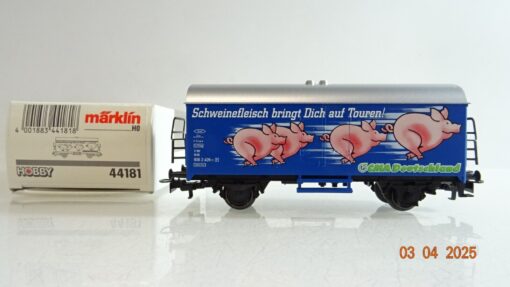 märklin
H0
4 001883 441818
HOBBY
44181
Schweinefleisch bringt Dich auf Touren!
CMA Deutschland
03 04 2025